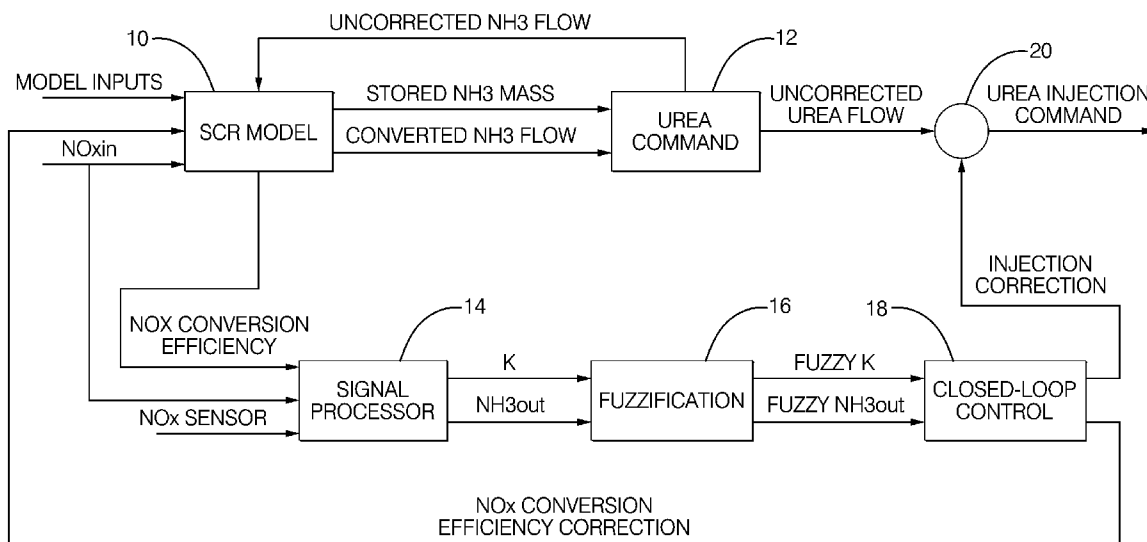 UNCORRECTED NH3 FLOW
10
12
20
MODEL INPUTS
STORED NH3 MASS
UNCORRECTED
UREA FLOW
UREA INJECTION
COMMAND
SCR MODEL
UREA
COMMAND
CONVERTED NH3 FLOW
NOxin
INJECTION
CORRECTION
NOX CONVERSION
EFFICIENCY
14
16
18
SIGNAL
PROCESSOR
K
FUZZIFICATION
FUZZY K
CLOSED-LOOP
CONTROL
NH3out
FUZZY NH3out
NOx SENSOR
NOx CONVERSION
EFFICIENCY CORRECTION